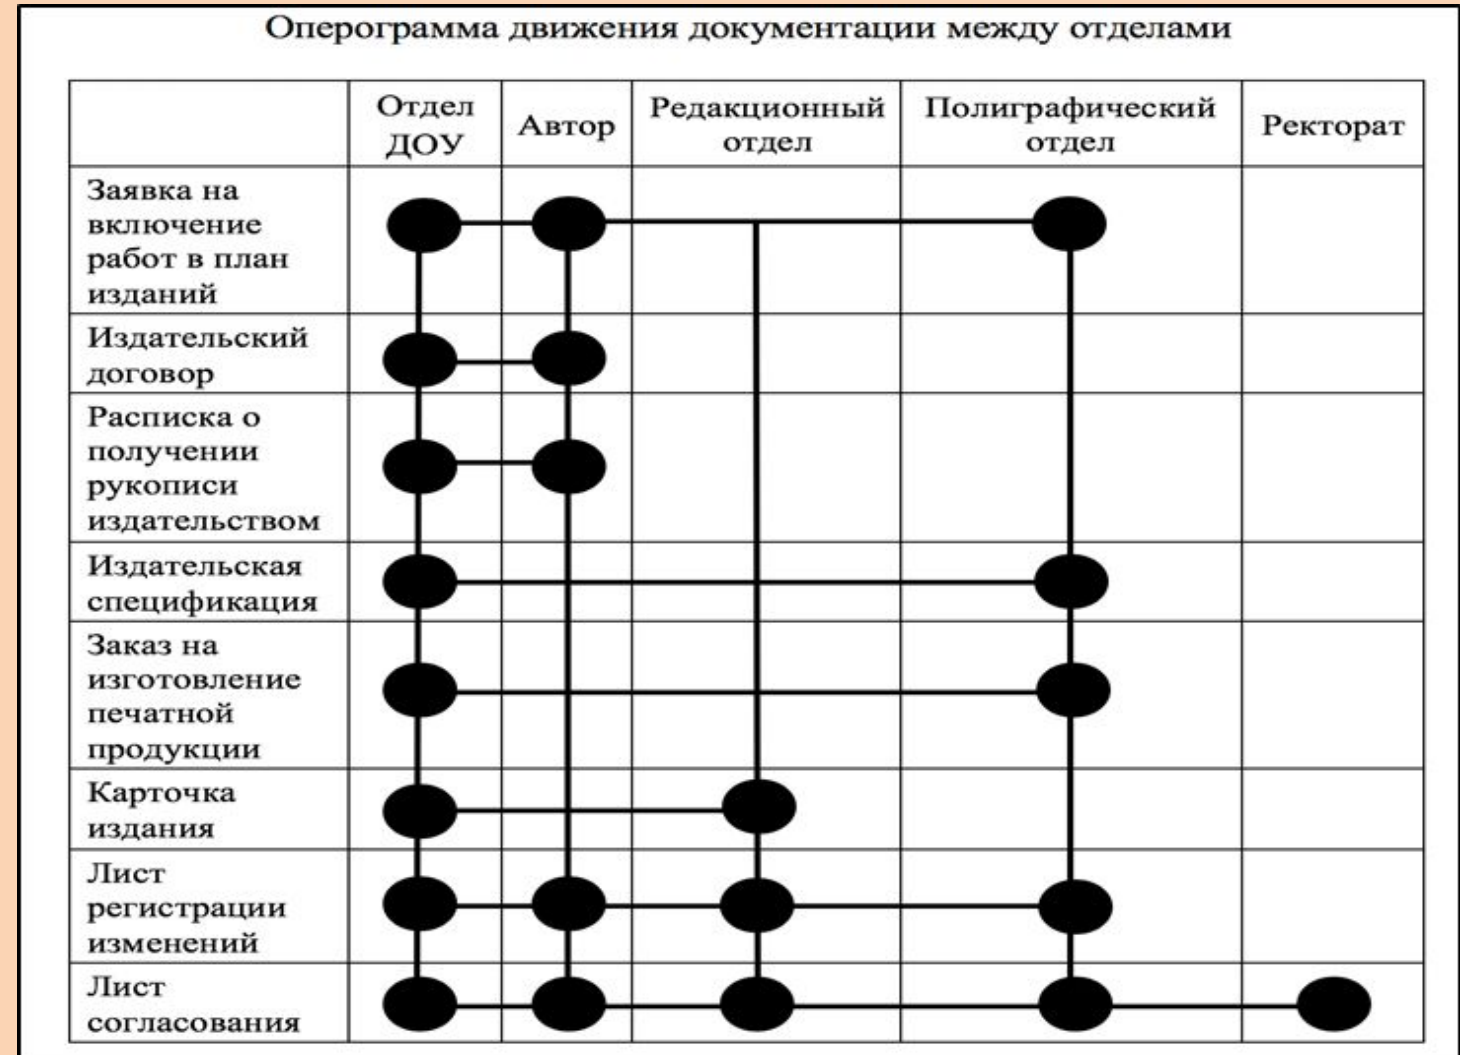 Оперограмма движения документации между отделами
Отдел
ДОУ
Автор
Редакционный
отдел
Полиграфический
отдел
Ректорат
Заявка на
включение
работ в план
изданий
Издательский
договор
Расписка о
получении
рукописи
издательством
Издательская
спецификация
Заказ на
изготовление
печатной
продукции
Карточка
издания
Лист
регистрации
изменений
Лист
согласования